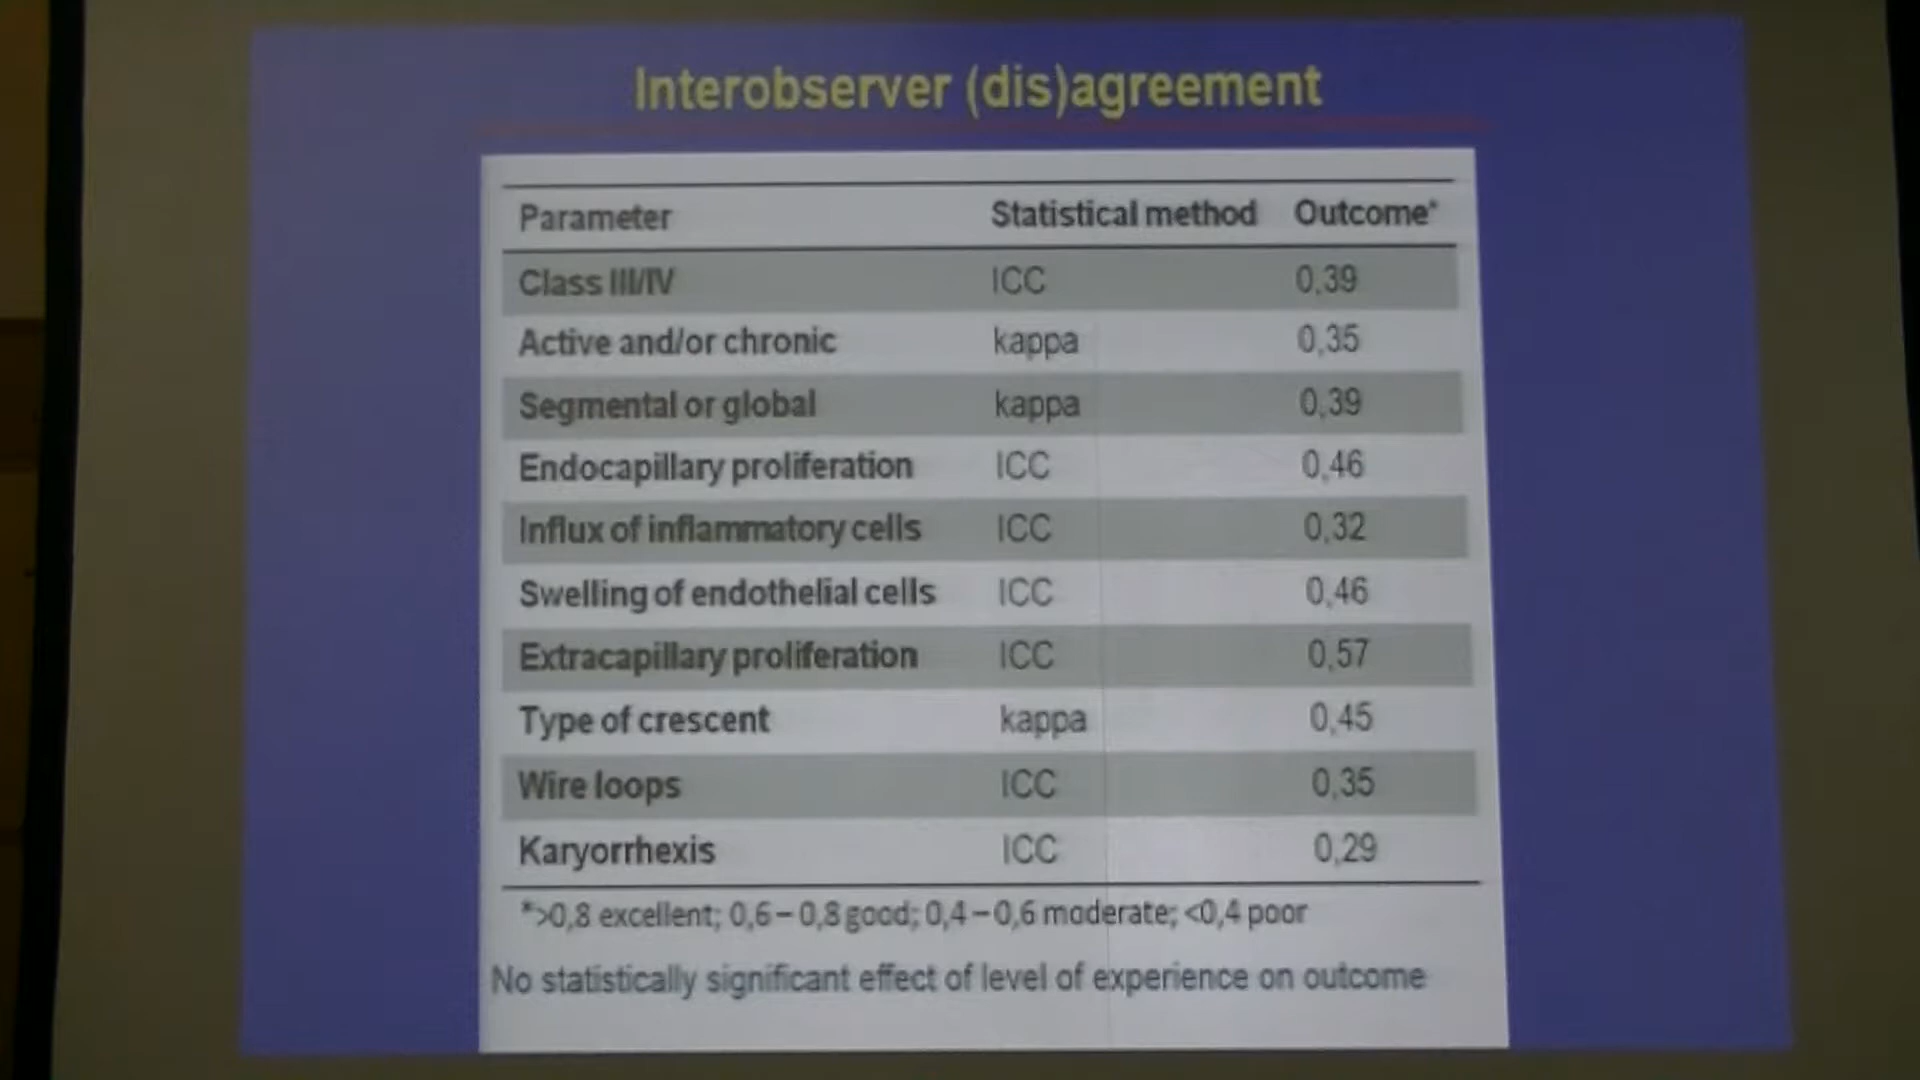 Interobserver (dis)agreement
Parameter Statistical method Outcome*
Class III/IV ICC 0,39
Active and/or chronic kappa 0,35
Segmental or global kappa 0,39
Endocapillary proliferation ICC 0,46
Influx of inflammatory cells ICC 0,32
Swelling of endothelial cells ICC 0,46
Extracapillary proliferation ICC 0,57
Type of crescent kappa 0,45
Wire loops ICC 0,35
Karyorrhexis ICC 0,29
*>0,8 excellent; 0,6 – 0,8 good; 0,4 – 0,6 moderate; <0,4 poor
No statistically significant effect of level of experience on outcome